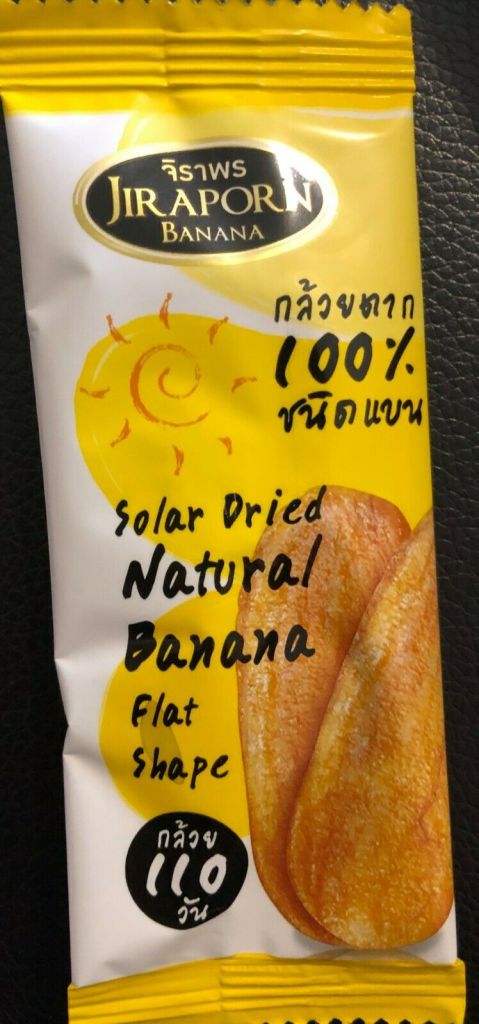 จิราพร
JIRAPORN
BANANA
กล้วยตาก
100%
ชนิดแบน
Solar Dried
Natural
Banana
Flat
Shape
กล้วย
110
วัน